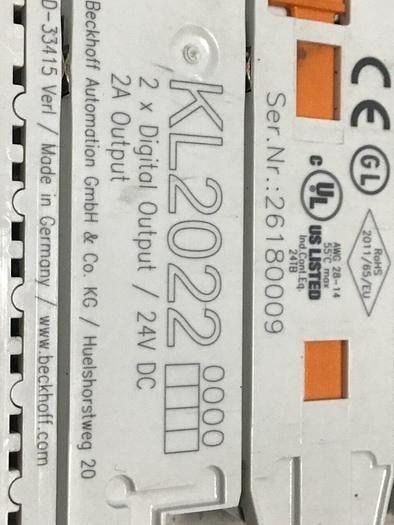 KL2022 0000
2 x Digital Output / 24V DC
2A Output
Beckhoff Automation GmbH & Co. KG / Huelshorstweg 20
D-33415 Verl / Made in Germany / www.beckhoff.com
CE
GL
RoHS
2011/65/EU
c UL US LISTED
AWG 28-14
55°C max
Ind.Cont.Eq.
24TB
Ser.Nr.:26180009